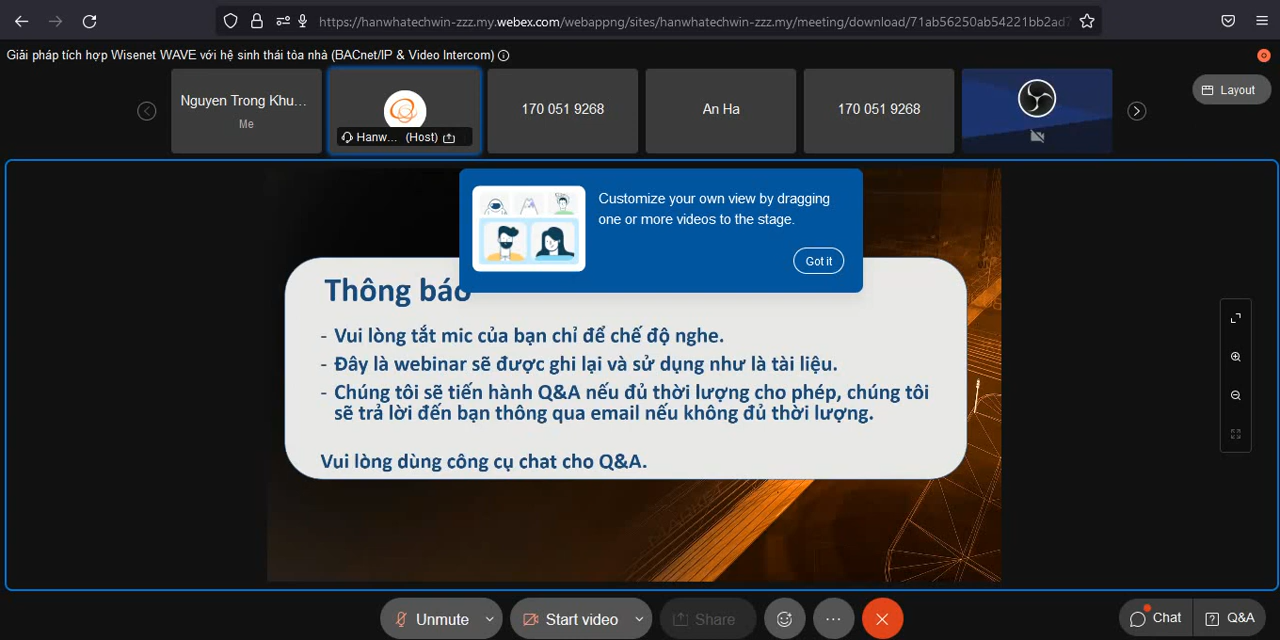 https://hanwhatechwin-zzz.my.webex.com/webappng/sites/hanwhatechwin-zzz.my/meeting/download/71ab56250ab54221bb2ad7
Giải pháp tích hợp Wisenet WAVE với hệ sinh thái tòa nhà (BACnet/IP & Video Intercom)
Nguyen Trong Khu...
Me
Hanw... (Host)
170 051 9268
An Ha
170 051 9268
Layout
Customize your own view by dragging
one or more videos to the stage.
Got it
Thông báo
- Vui lòng tắt mic của bạn chỉ để chế độ nghe.
- Đây là webinar sẽ được ghi lại và sử dụng như là tài liệu.
- Chúng tôi sẽ tiến hành Q&A nếu đủ thời lượng cho phép, chúng tôi
sẽ trả lời đến bạn thông qua email nếu không đủ thời lượng.
Vui lòng dùng công cụ chat cho Q&A.
Unmute
Start video
Share
Chat
Q&A